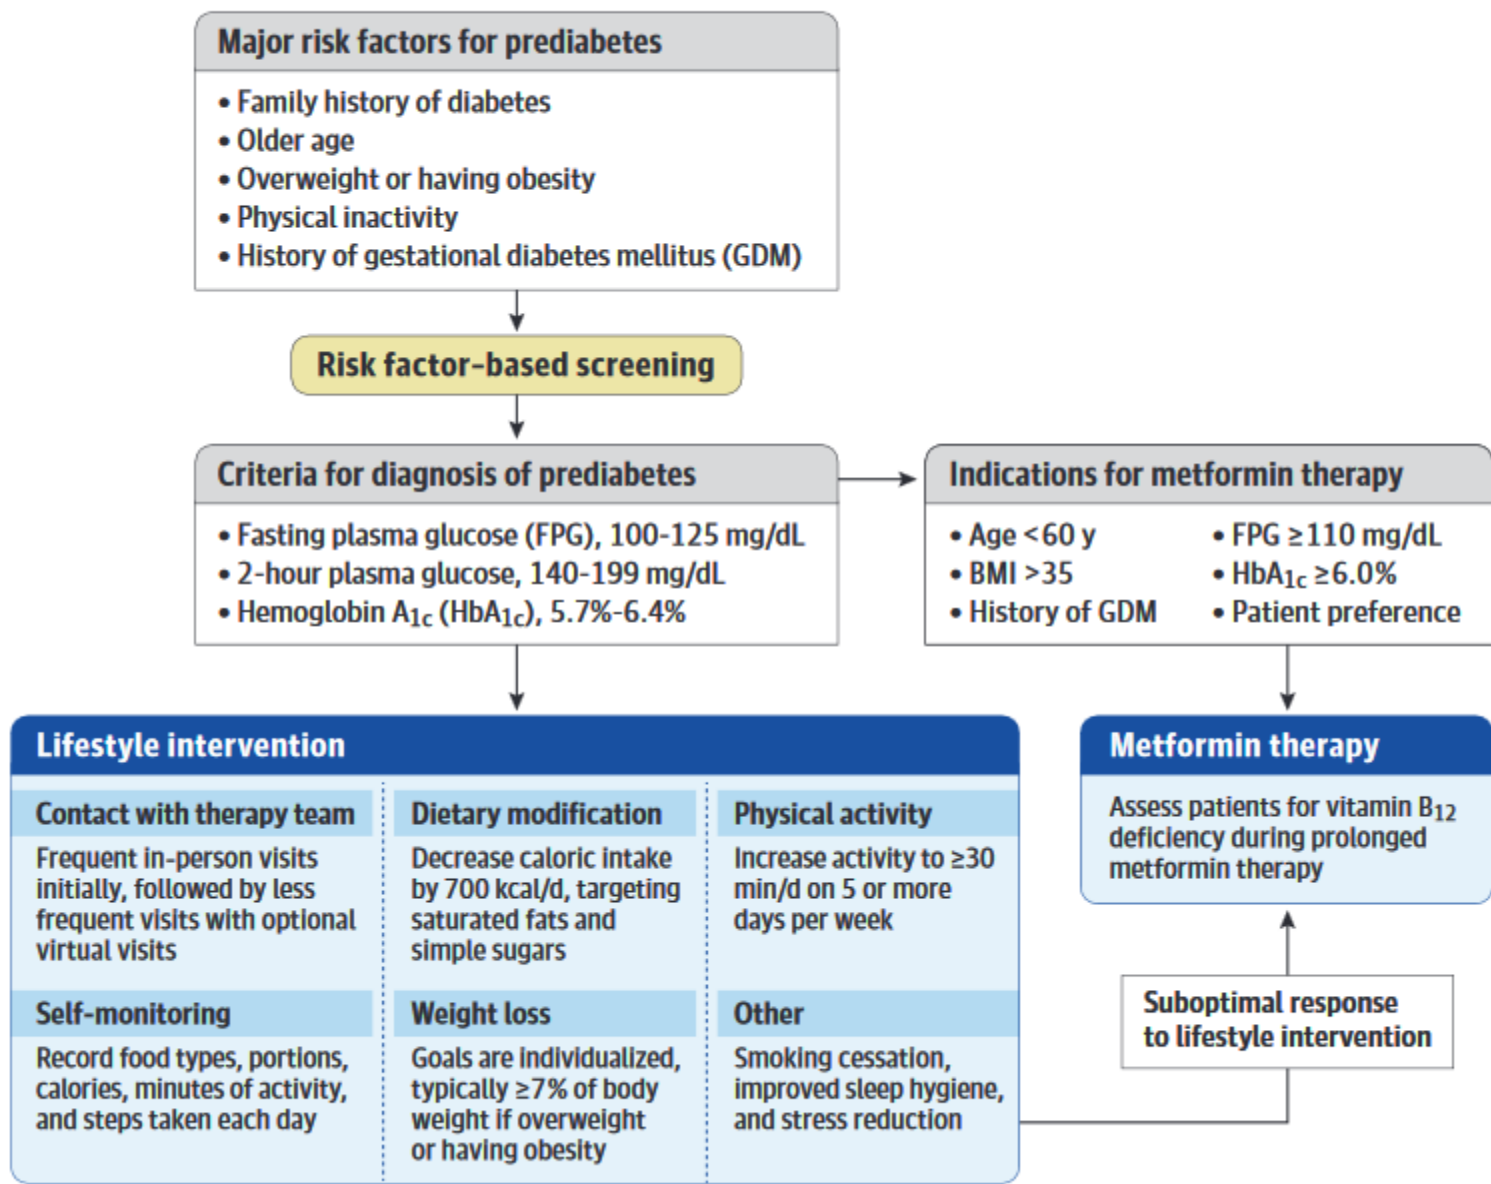 Major risk factors for prediabetes
• Family history of diabetes
• Older age
• Overweight or having obesity
• Physical inactivity
• History of gestational diabetes mellitus (GDM)
Risk factor-based screening
Criteria for diagnosis of prediabetes
• Fasting plasma glucose (FPG), 100-125 mg/dL
• 2-hour plasma glucose, 140-199 mg/dL
• Hemoglobin A1c (HbA1c), 5.7%-6.4%
Indications for metformin therapy
• Age <60 y
• BMI >35
• History of GDM
• FPG ≥110 mg/dL
• HbA1c ≥6.0%
• Patient preference
Lifestyle intervention
Contact with therapy team
Frequent in-person visits
initially, followed by less
frequent visits with optional
virtual visits
Dietary modification
Decrease caloric intake
by 700 kcal/d, targeting
saturated fats and
simple sugars
Physical activity
Increase activity to ≥30
min/d on 5 or more
days per week
Self-monitoring
Record food types, portions,
calories, minutes of activity,
and steps taken each day
Weight loss
Goals are individualized,
typically ≥7% of body
weight if overweight
or having obesity
Other
Smoking cessation,
improved sleep hygiene,
and stress reduction
Metformin therapy
Assess patients for vitamin B12
deficiency during prolonged
metformin therapy
Suboptimal response
to lifestyle intervention